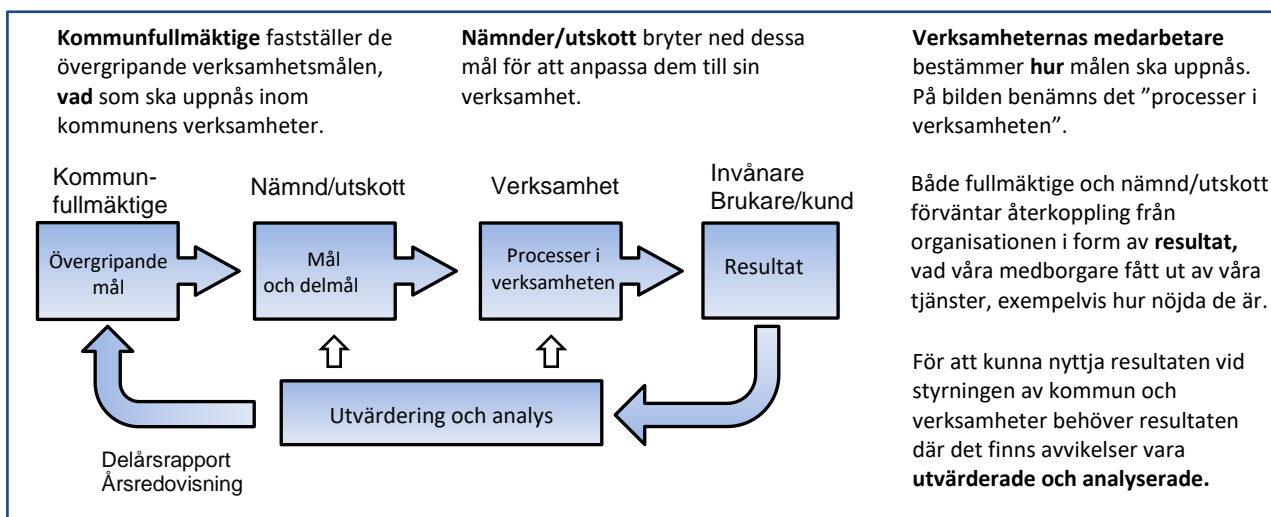 Kommunfullmäktige fastställer de
övergripande verksamhetsmålen,
vad som ska uppnås inom
kommunens verksamheter.
Nämnder/utskott bryter ned dessa
mål för att anpassa dem till sin
verksamhet.
Verksamheternas medarbetare
bestämmer hur målen ska uppnås.
På bilden benämns det ”processer i
verksamheten”.
Både fullmäktige och nämnd/utskott
förväntar återkoppling från
organisationen i form av resultat,
vad våra medborgare fått ut av våra
tjänster, exempelvis hur nöjda de är.
För att kunna nyttja resultaten vid
styrningen av kommun och
verksamheter behöver resultaten
där det finns avvikelser vara
utvärderade och analyserade.
Kommun-
fullmäktige
Nämnd/utskott
Verksamhet
Invånare
Brukare/kund
Övergripande
mål
Mål
och delmål
Processer i
verksamheten
Resultat
Utvärdering och analys
Delårsrapport
Årsredovisning